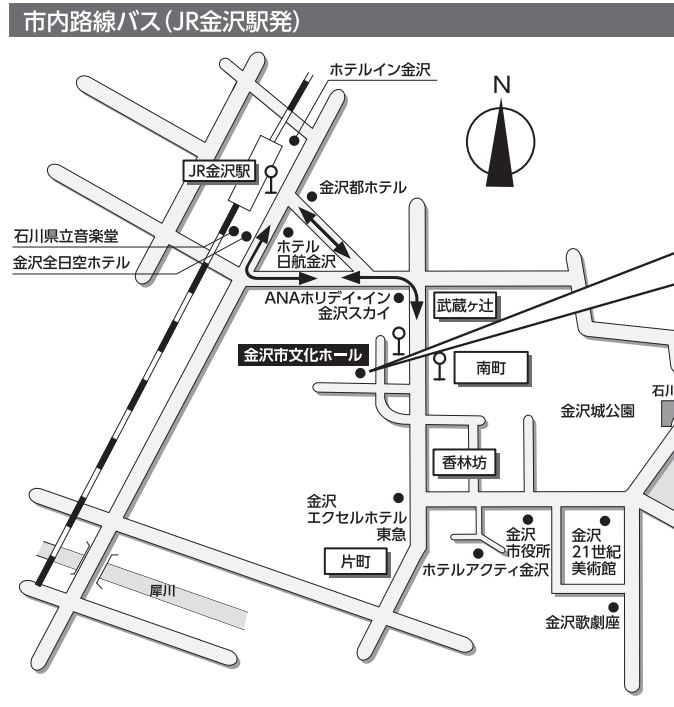 市内路線バス（JR金沢駅発）
ホテルイン金沢
N
JR金沢駅
金沢都ホテル
石川県立音楽堂
金沢全日空ホテル
ホテル
日航金沢
ANAホリデイ・イン
金沢スカイ
武蔵ヶ辻
金沢市文化ホール
南町
石川
金沢城公園
香林坊
金沢
エクセルホテル
東急
金沢
市役所
金沢
21世紀
美術館
片町
ホテルアクティ金沢
犀川
金沢歌劇座